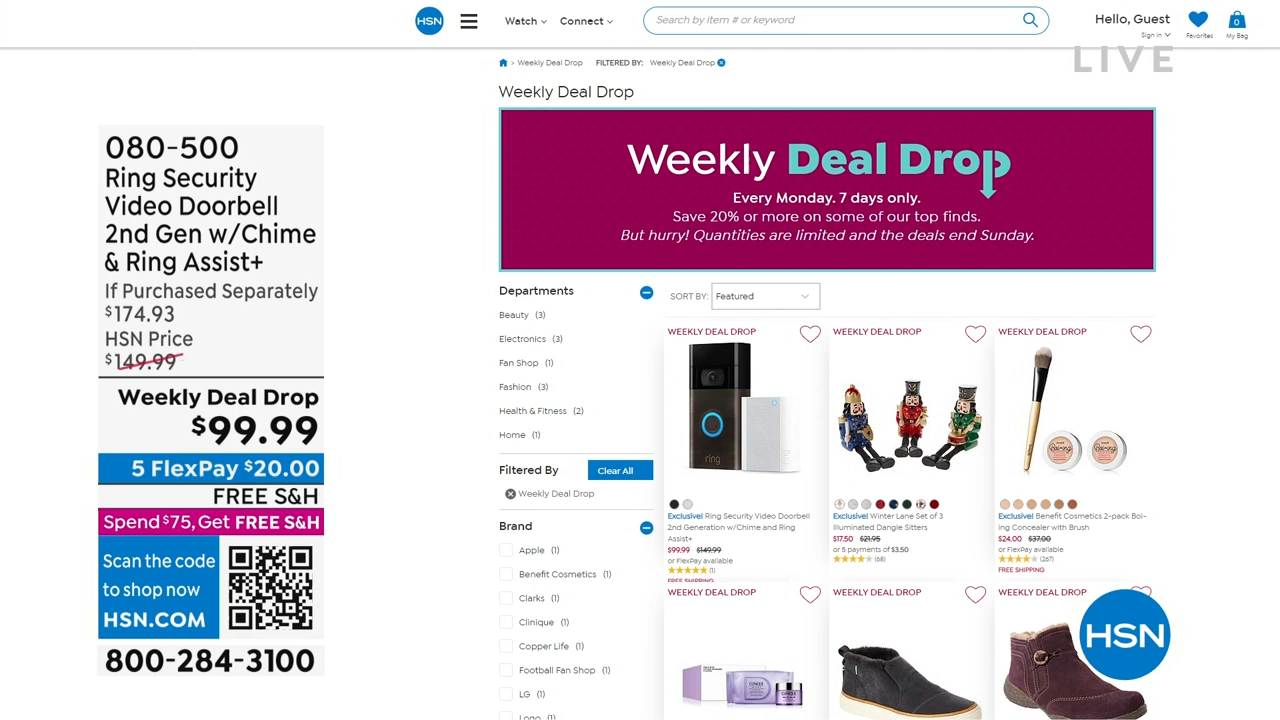 HSN
Watch
Connect
Search by item # or keyword
Hello, Guest
Sign in
Favorites
0
My Bag
LIVE
> Weekly Deal Drop FILTERED BY: Weekly Deal Drop
Weekly Deal Drop
Weekly Deal Drop
Every Monday. 7 days only.
Save 20% or more on some of our top finds.
But hurry! Quantities are limited and the deals end Sunday.
080-500
Ring Security
Video Doorbell
2nd Gen w/Chime
& Ring Assist+
If Purchased Separately
$174.93
HSN Price
$149.99
Weekly Deal Drop
$99.99
5 FlexPay $20.00
FREE S&H
Spend $75, Get FREE S&H
Scan the code
to shop now
HSN.COM
800-284-3100
Departments
Beauty (3)
Electronics (3)
Fan Shop (1)
Fashion (3)
Health & Fitness (2)
Home (1)
Filtered By
Clear All
Weekly Deal Drop
Brand
Apple (1)
Benefit Cosmetics (1)
Clarks (1)
Clinique (1)
Copper Life (1)
Football Fan Shop (1)
LG (1)
Logo (1)
SORT BY: Featured
WEEKLY DEAL DROP
ring
Exclusive! Ring Security Video Doorbell
2nd Generation w/Chime and Ring
Assist+
$99.99 $149.99
or FlexPay available
(1)
FREE SHIPPING
WEEKLY DEAL DROP
Exclusive! Winter Lane Set of 3
Illuminated Dangle Sitters
$17.50 $21.95
or 5 payments of $3.50
(68)
WEEKLY DEAL DROP
Exclusive! Benefit Cosmetics 2-pack Boi-
ing Concealer with Brush
$24.00 $37.00
or FlexPay available
(267)
FREE SHIPPING
WEEKLY DEAL DROP
CLINIQUE
WEEKLY DEAL DROP
WEEKLY DEAL DROP
HSN